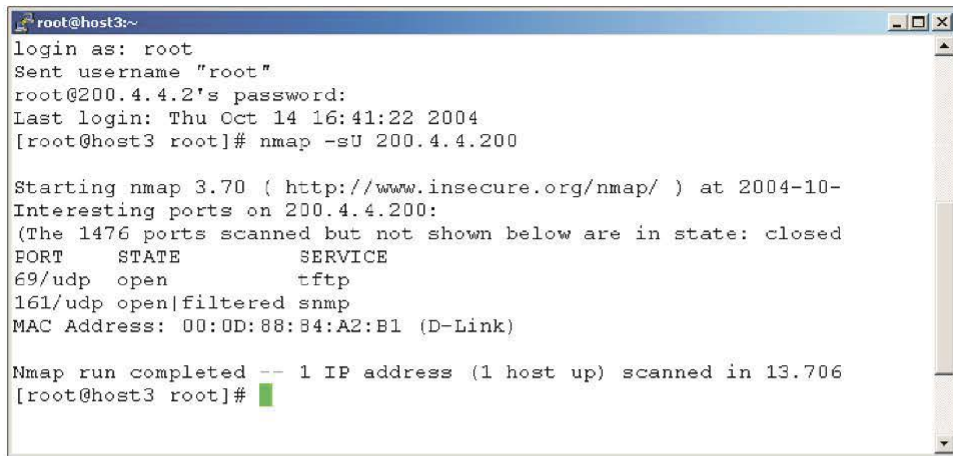 root@host3:~
login as: root
Sent username "root"
root@200.4.4.2's password:
Last login: Thu Oct 14 16:41:22 2004
[root@host3 root]# nmap -sU 200.4.4.200
Starting nmap 3.70 ( http://www.insecure.org/nmap/ ) at 2004-10-
Interesting ports on 200.4.4.200:
(The 1476 ports scanned but not shown below are in state: closed
PORT STATE SERVICE
69/udp open tftp
161/udp open|filtered snmp
MAC Address: 00:0D:88:B4:A2:B1 (D-Link)
Nmap run completed -- 1 IP address (1 host up) scanned in 13.706
[root@host3 root]#